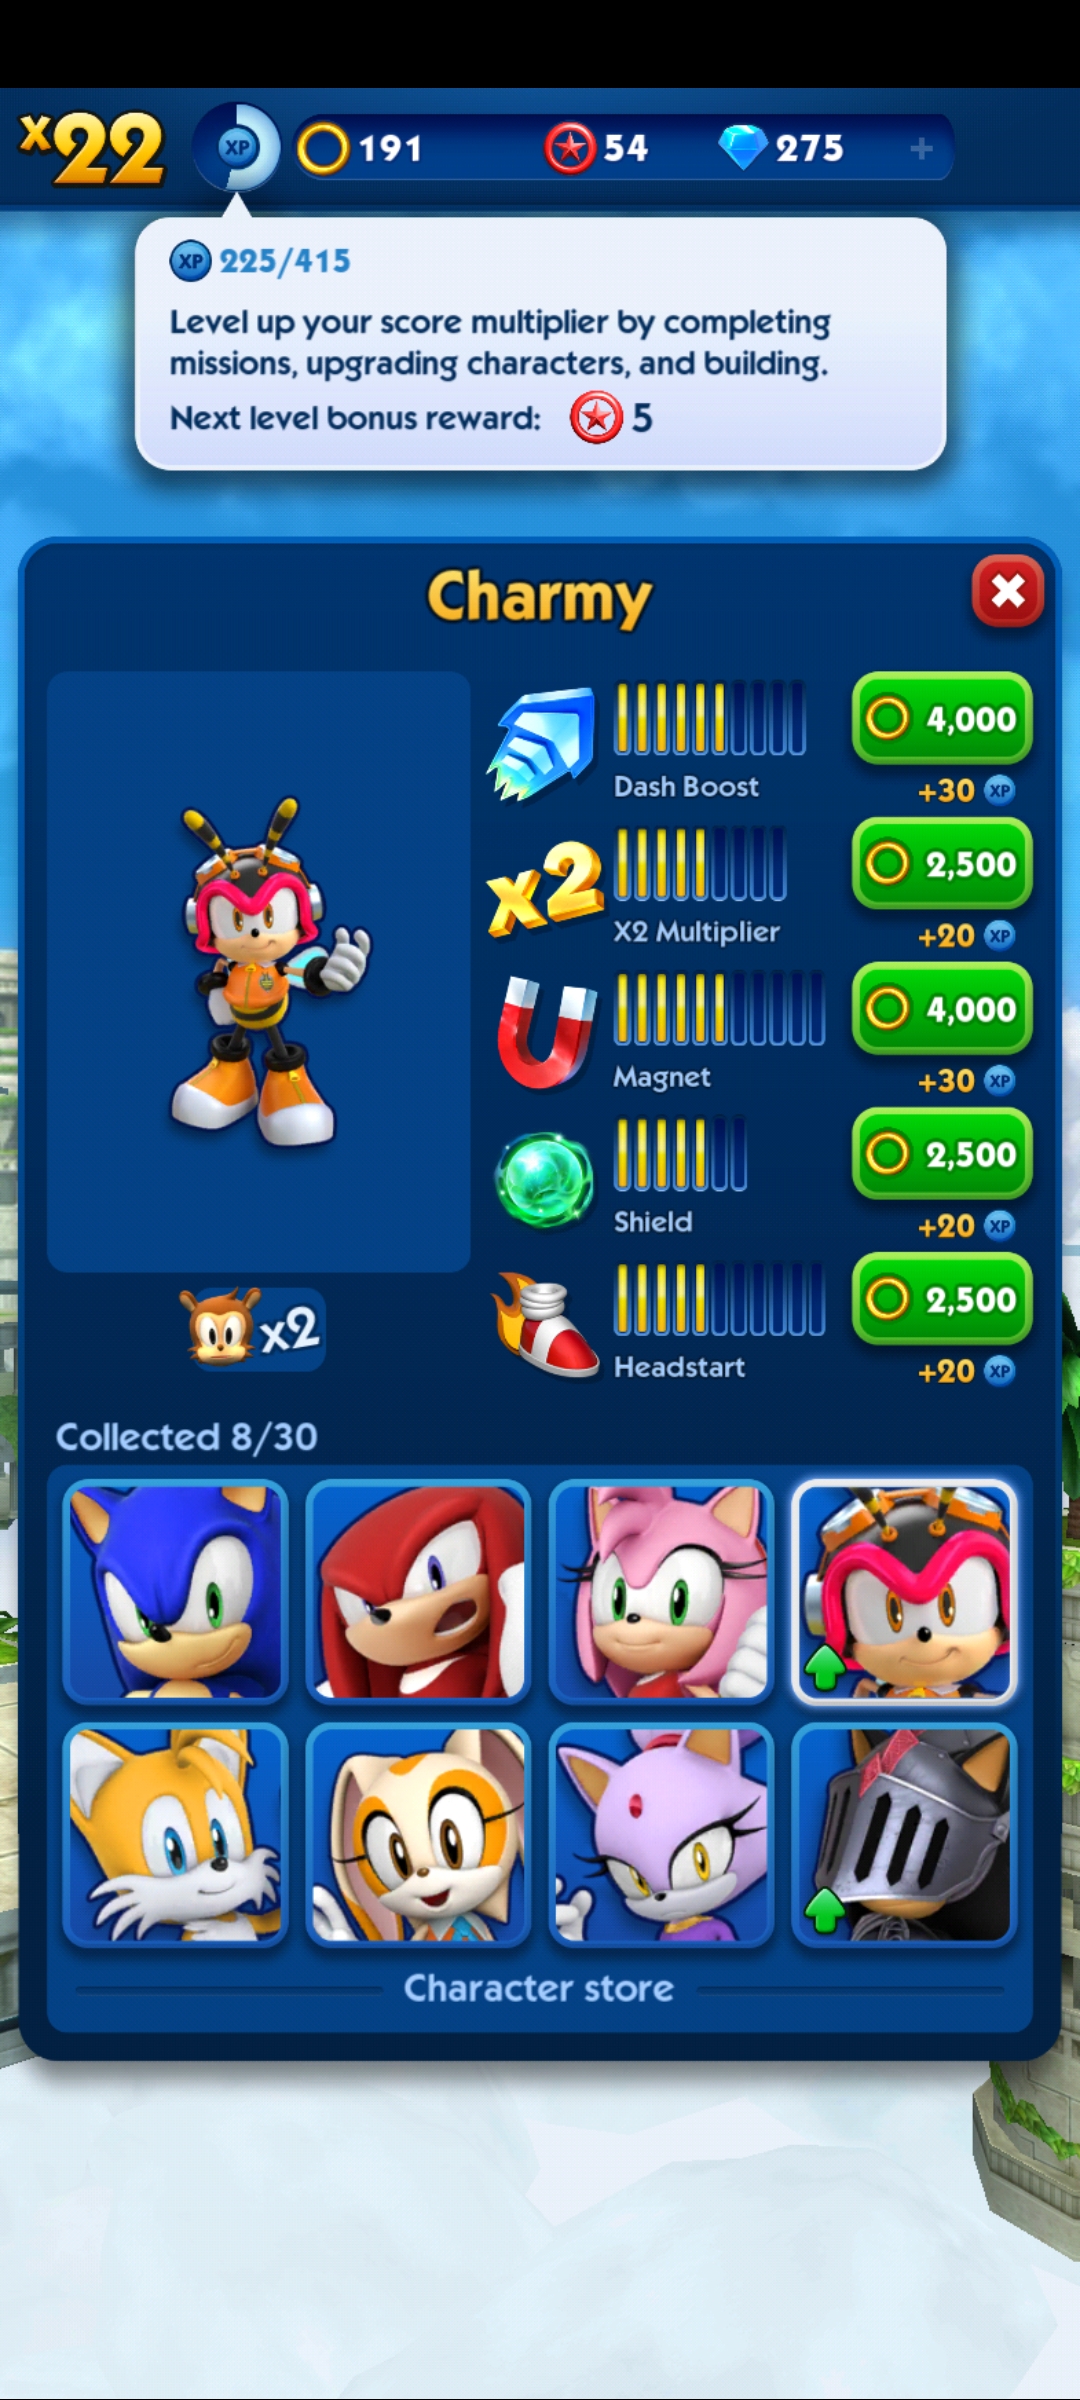 x22
XP
191
54
275
+
XP 225/415
Level up your score multiplier by completing
missions, upgrading characters, and building.
Next level bonus reward: 5
Charmy
4,000
Dash Boost
+30 XP
x2
2,500
X2 Multiplier
+20 XP
4,000
Magnet
+30 XP
2,500
Shield
+20 XP
x2
2,500
Headstart
+20 XP
Collected 8/30
Character store